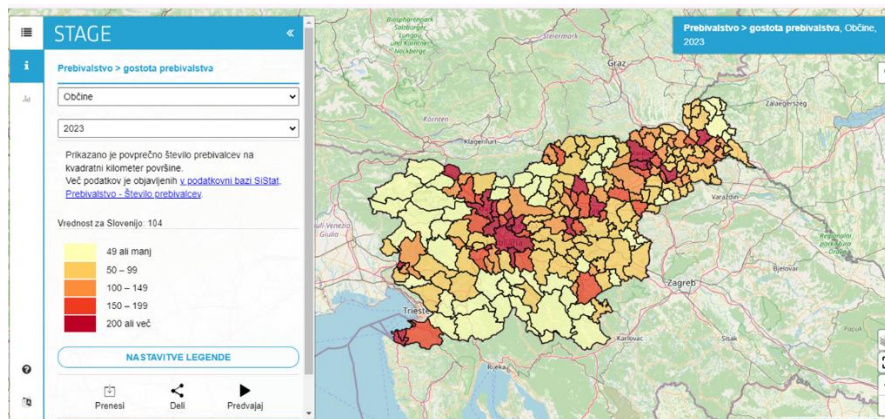 STAGE
«
Prebivalstvo > gostota prebivalstva
Občine
2023
Prikazano je povprečno število prebivalcev na
kvadratni kilometer površine.
Več podatkov je objavljenih v podatkovni bazi SiStat,
Prebivalstvo - Število prebivalcev.
Vrednost za Slovenijo: 104
49 ali manj
50 – 99
100 – 149
150 – 199
200 ali več
NASTAVITVE LEGENDE
Prenesi
Deli
Predvajaj
Prebivalstvo > gostota prebivalstva, Občine,
2023
Steiermark
Graz
Kärnten
Klagenfurt
Zalaegerszeg
Varaždin
Bjelovar
Zagreb
Trieste
Rijeka
Karlovac
Sisak
Papuk